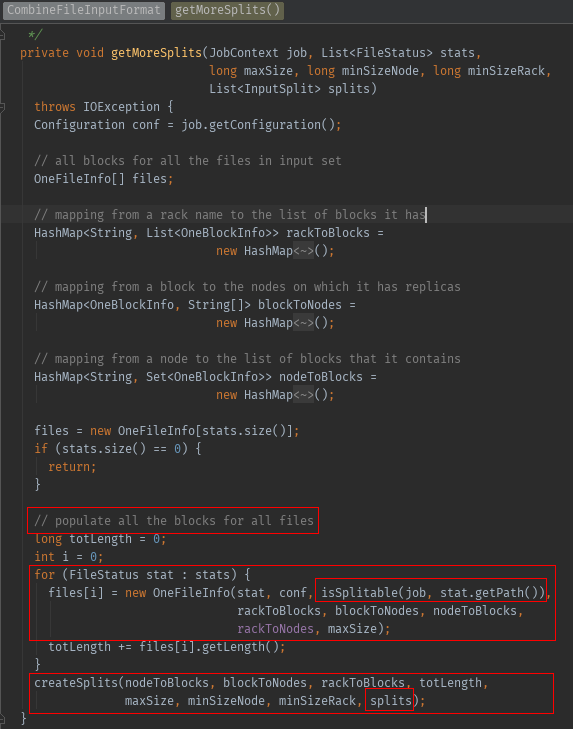 CombineFileInputFormat getMoreSplits()
*/
private void getMoreSplits(JobContext job, List<FileStatus> stats,
long maxSize, long minSizeNode, long minSizeRack,
List<InputSplit> splits)
throws IOException {
Configuration conf = job.getConfiguration();
// all blocks for all the files in input set
OneFileInfo[] files;
// mapping from a rack name to the list of blocks it has
HashMap<String, List<OneBlockInfo>> rackToBlocks =
new HashMap<~>();
// mapping from a block to the nodes on which it has replicas
HashMap<OneBlockInfo, String[]> blockToNodes =
new HashMap<~>();
// mapping from a node to the list of blocks that it contains
HashMap<String, Set<OneBlockInfo>> nodeToBlocks =
new HashMap<~>();
files = new OneFileInfo[stats.size()];
if (stats.size() == 0) {
return;
}
// populate all the blocks for all files
long totLength = 0;
int i = 0;
for (FileStatus stat : stats) {
files[i] = new OneFileInfo(stat, conf, isSplitable(job, stat.getPath()),
rackToBlocks, blockToNodes, nodeToBlocks,
rackToNodes, maxSize);
totLength += files[i].getLength();
}
createSplits(nodeToBlocks, blockToNodes, rackToBlocks, totLength,
maxSize, minSizeNode, minSizeRack, splits);
}